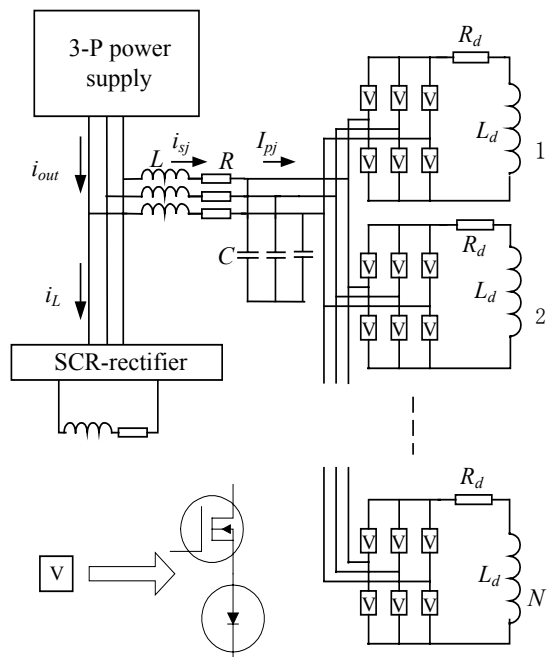 3-P power
supply
R_d
V V V
L_d 1
V V V
i_out
L i_sj R I_pj
C
R_d
V V V
L_d 2
V V V
i_L
SCR-rectifier
R_d
V V V
L_d N
V V V
V